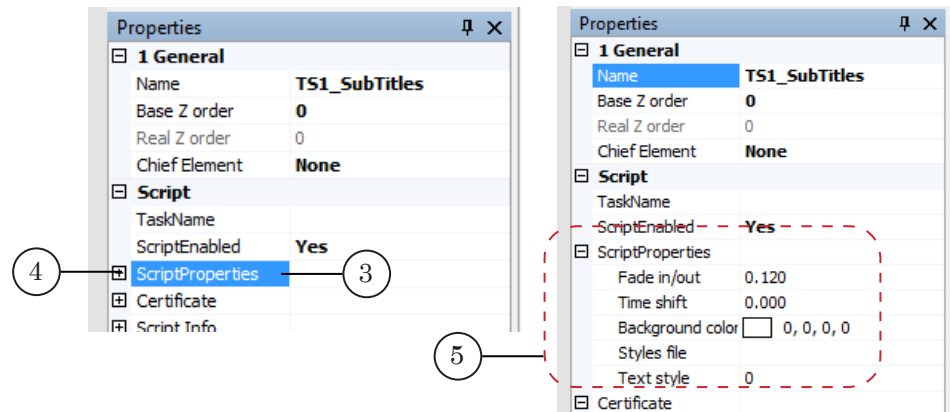 Properties
1 General
Name TS1_SubTitles
Base Z order 0
Real Z order 0
Chief Element None
Script
TaskName
ScriptEnabled Yes
4 ScriptProperties 3
Certificate
Script Info
Properties
1 General
Name TS1_SubTitles
Base Z order 0
Real Z order 0
Chief Element None
Script
TaskName
ScriptEnabled Yes
ScriptProperties
Fade in/out 0.120
Time shift 0.000
Background color 0, 0, 0, 0
5
Styles file
Text style 0
Certificate